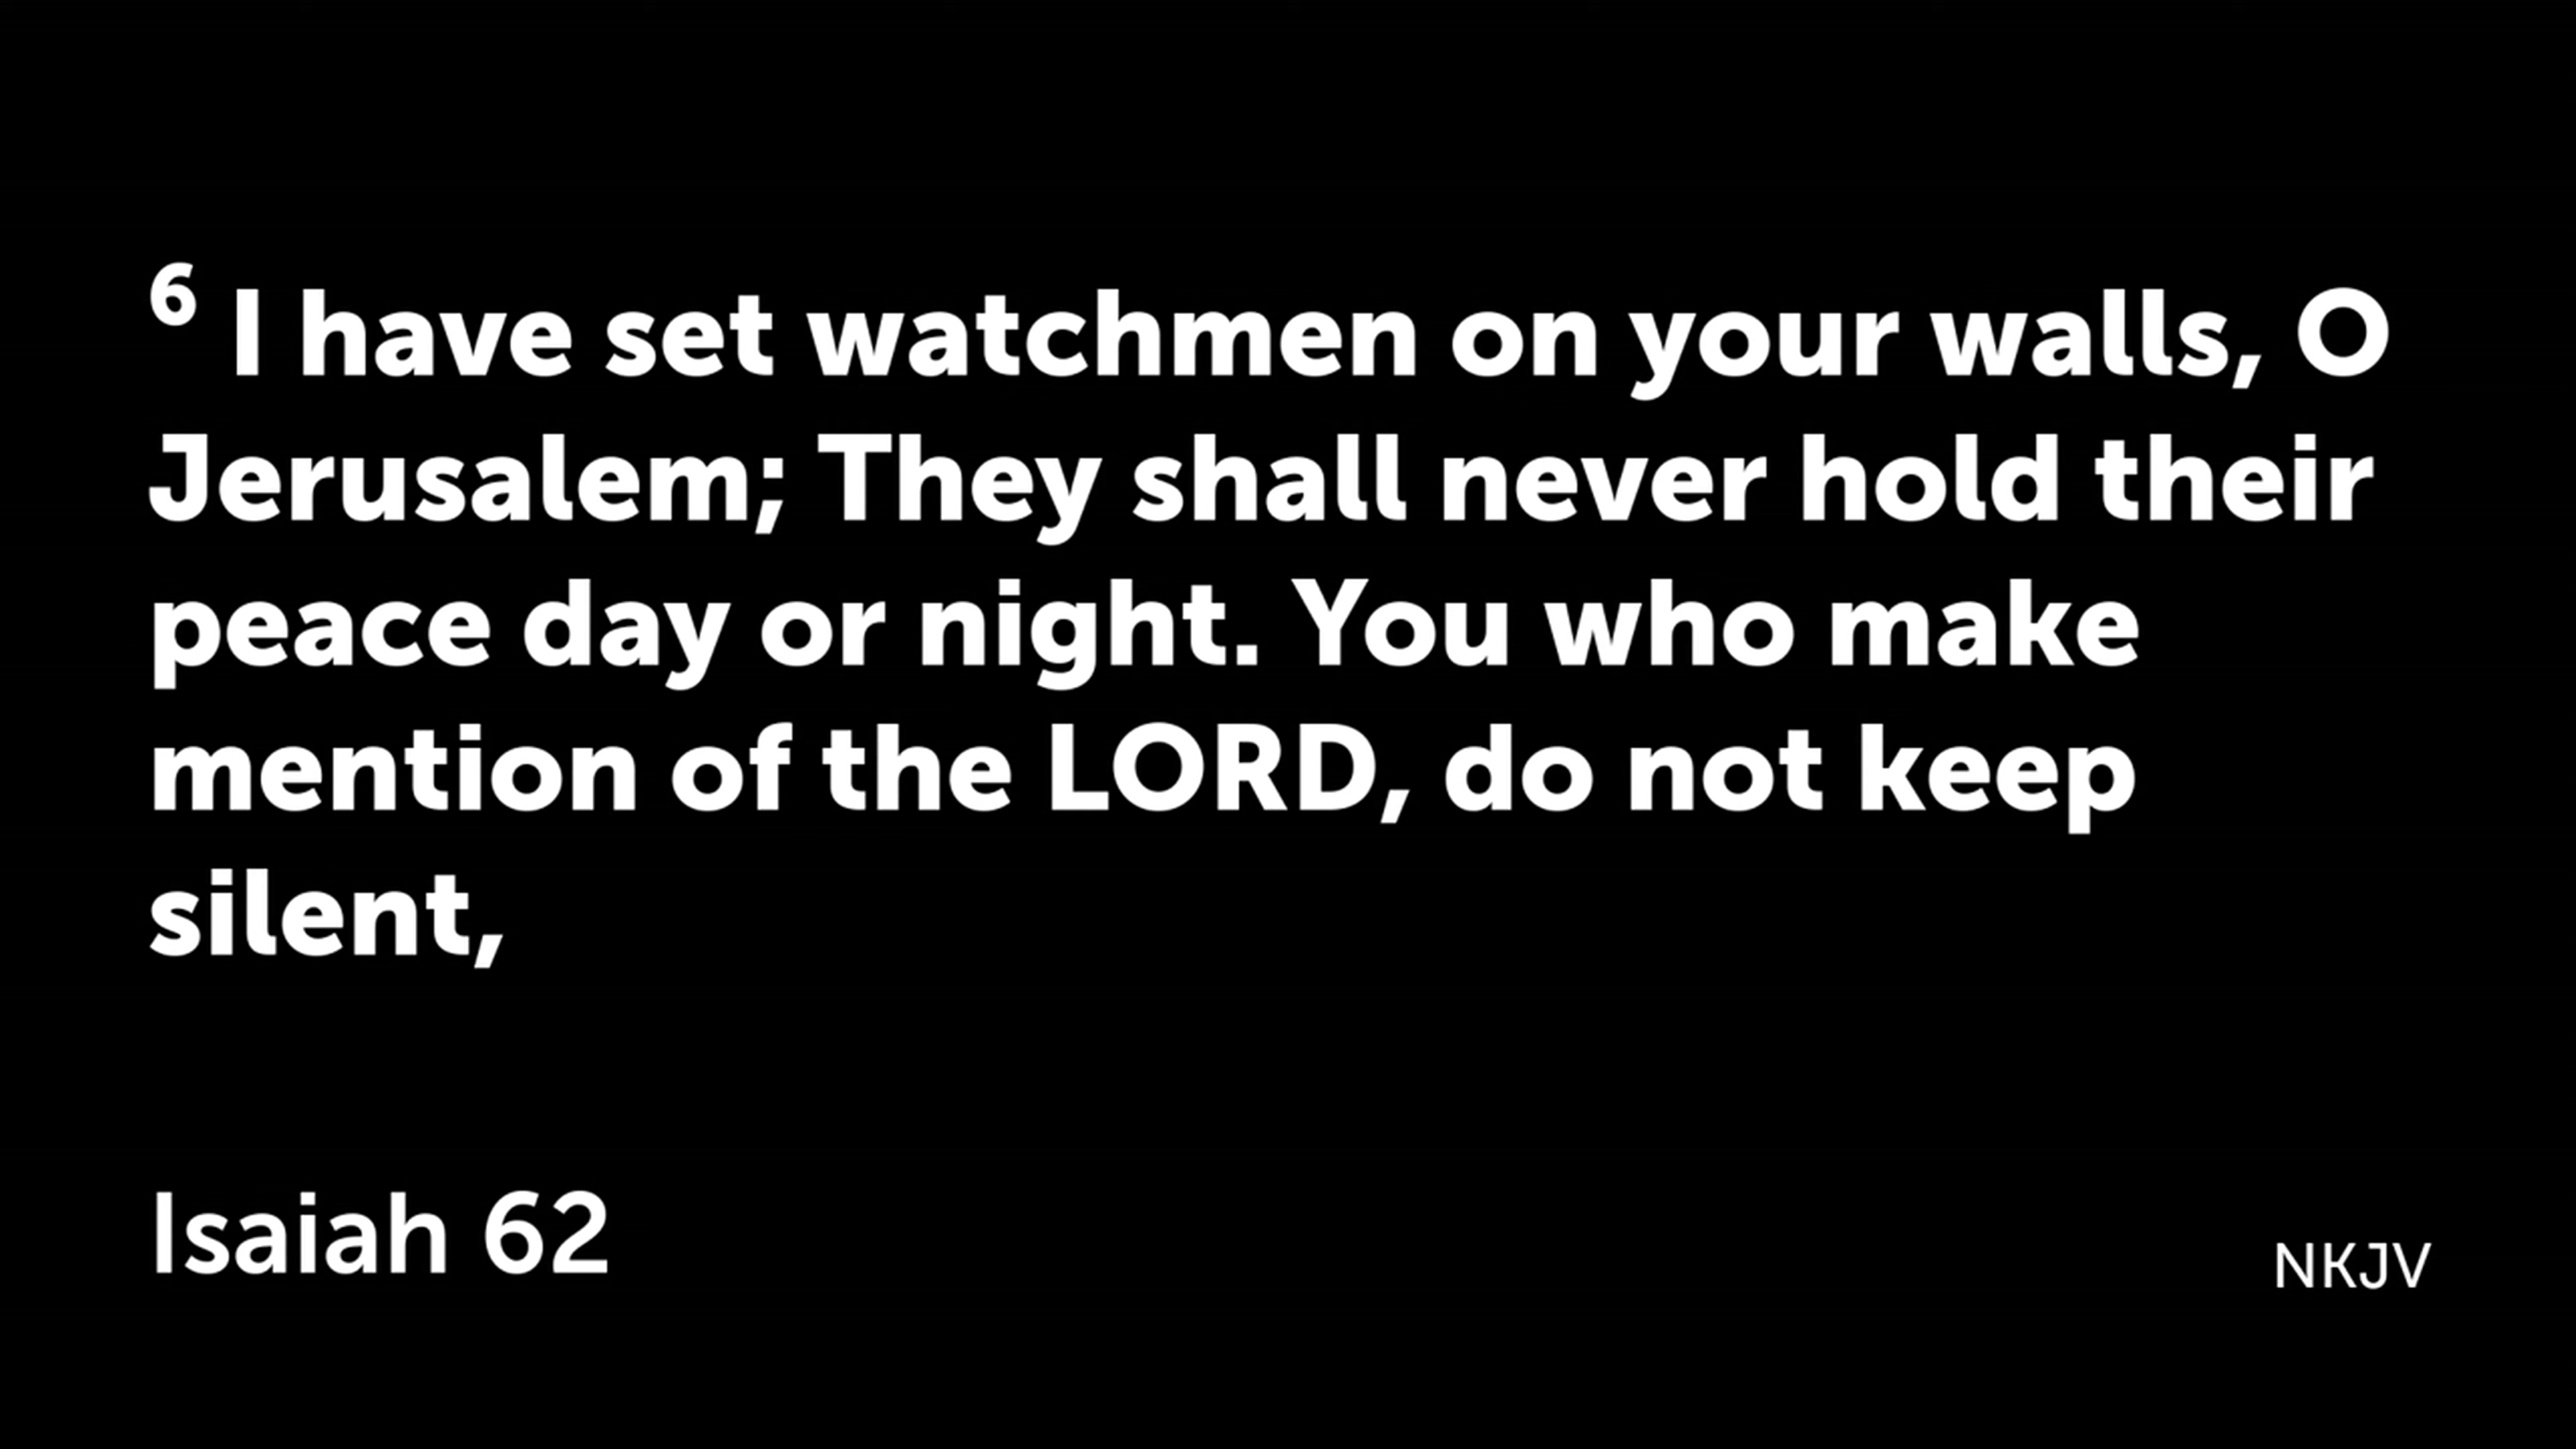 6 I have set watchmen on your walls, O
Jerusalem; They shall never hold their
peace day or night. You who make
mention of the LORD, do not keep
silent,
Isaiah 62
NKJV